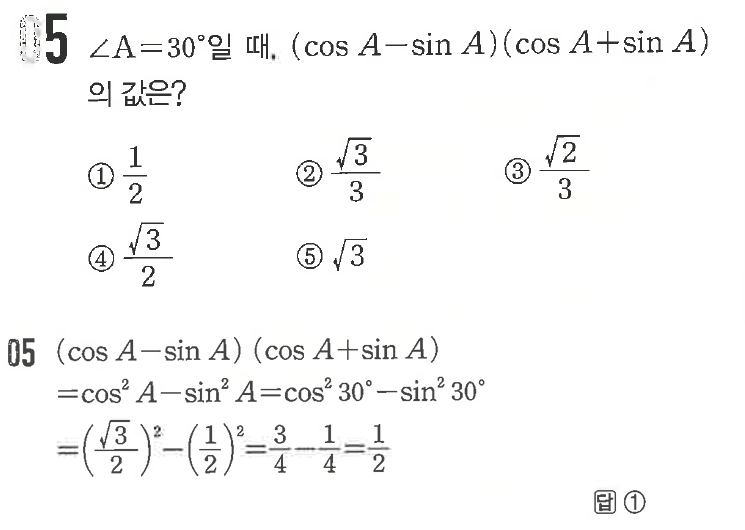 05 ∠A=30°일 때, (cos A−sin A)(cos A+sin A)
의 값은?
① 1/2 ② √3/3 ③ √2/3
④ √3/2 ⑤ √3
05 (cos A−sin A) (cos A+sin A)
=cos² A−sin² A=cos² 30°−sin² 30°
=(√3/2)²−(1/2)²=3/4−1/4=1/2
답 ①